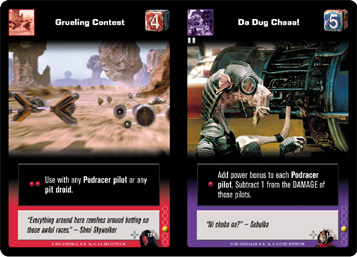 Grueling Contest
4
Use with any Podracer pilot or any
pit droid.
"Everything around here revolves around betting on
those awful races." – Shmi Skywalker
Da Dug Chaaa!
5
Add power bonus to each Podracer
pilot. Subtract 1 from the DAMAGE of
those pilots.
"Ni chuba na?" – Sebulba